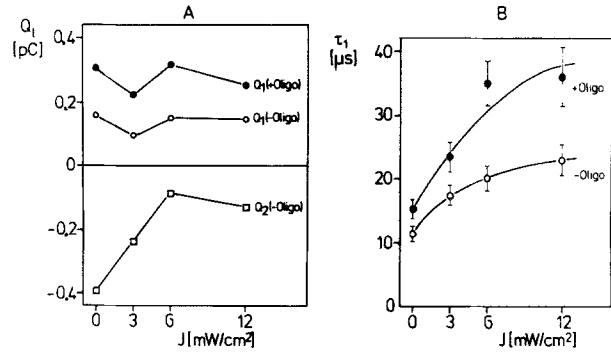 A
Q_i
[pC]
0,4
0,2
0
-0,2
-0,4
Q₁(+Oligo)
Q₁(-Oligo)
Q₂(-Oligo)
0 3 6 12
J[mW/cm²]
B
τ₁
[µs]
40
30
20
10
0
+Oligo
-Oligo
0 3 6 12
J[mW/cm²]